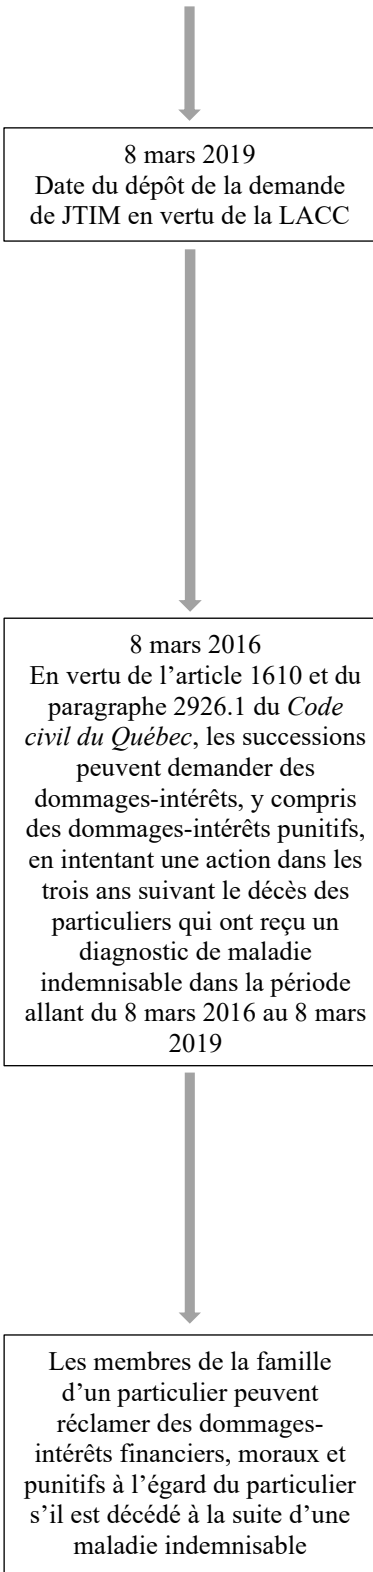 8 mars 2019
Date du dépôt de la demande
de JTIM en vertu de la LACC
8 mars 2016
En vertu de l’article 1610 et du
paragraphe 2926.1 du Code
civil du Québec, les successions
peuvent demander des
dommages-intérêts, y compris
des dommages-intérêts punitifs,
en intentant une action dans les
trois ans suivant le décès des
particuliers qui ont reçu un
diagnostic de maladie
indemnisable dans la période
allant du 8 mars 2016 au 8 mars
2019
Les membres de la famille
d’un particulier peuvent
réclamer des dommages-
intérêts financiers, moraux et
punitifs à l’égard du particulier
s’il est décédé à la suite d’une
maladie indemnisable